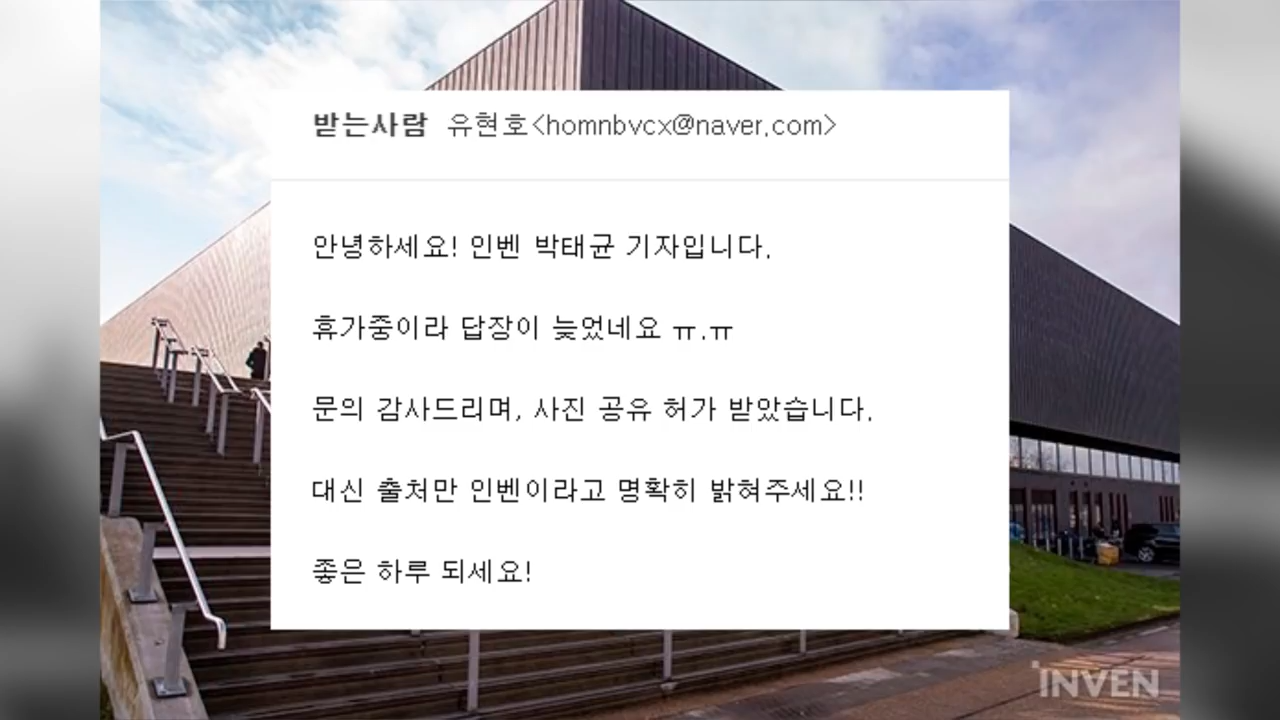 받는사람 유현호<homnbvcx@naver.com>
안녕하세요! 인벤 박태균 기자입니다.
휴가중이라 답장이 늦었네요 ㅠ.ㅠ
문의 감사드리며, 사진 공유 허가 받았습니다.
대신 출처만 인벤이라고 명확히 밝혀주세요!!
좋은 하루 되세요!
INVEN